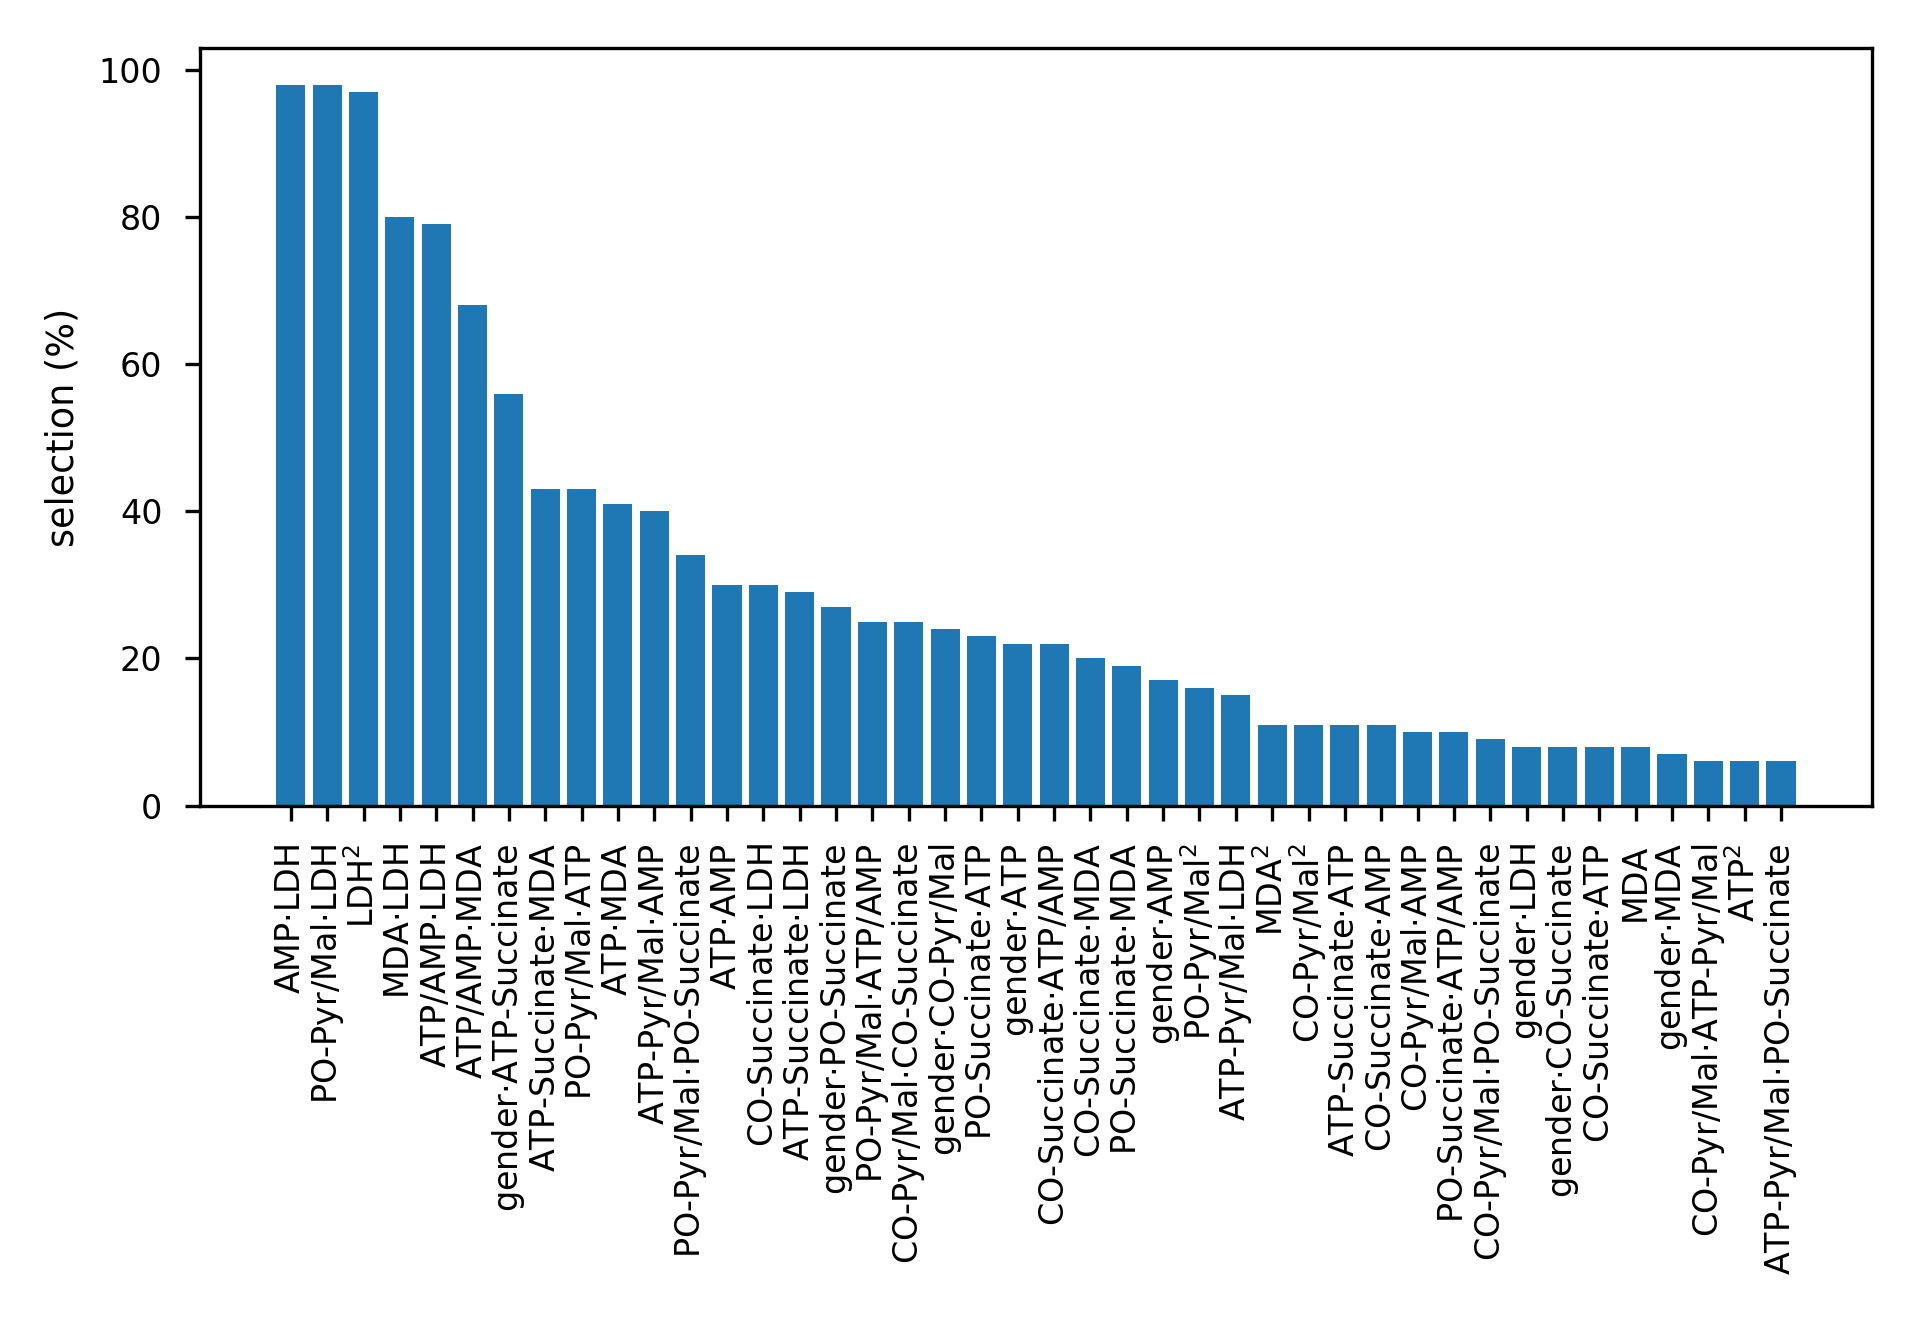 selection (%)
100
80
60
40
20
0
AMP·LDH
PO-Pyr/Mal·LDH
LDH²
MDA·LDH
ATP/AMP·LDH
ATP/AMP·MDA
gender·ATP-Succinate
ATP-Succinate·MDA
PO-Pyr/Mal·ATP
ATP·MDA
ATP-Pyr/Mal·AMP
PO-Pyr/Mal·PO-Succinate
ATP·AMP
CO-Succinate·LDH
ATP-Succinate·LDH
gender·PO-Succinate
PO-Pyr/Mal·ATP/AMP
CO-Pyr/Mal·CO-Succinate
gender·CO-Pyr/Mal
PO-Succinate·ATP
gender·ATP
CO-Succinate·ATP/AMP
CO-Succinate·MDA
PO-Succinate·MDA
gender·AMP
PO-Pyr/Mal²
ATP-Pyr/Mal·LDH
MDA²
CO-Pyr/Mal²
ATP-Succinate·ATP
CO-Succinate·AMP
CO-Pyr/Mal·AMP
PO-Succinate·ATP/AMP
CO-Pyr/Mal·PO-Succinate
gender·LDH
gender·CO-Succinate
CO-Succinate·ATP
MDA
gender·MDA
CO-Pyr/Mal·ATP-Pyr/Mal
ATP²
ATP-Pyr/Mal·PO-Succinate